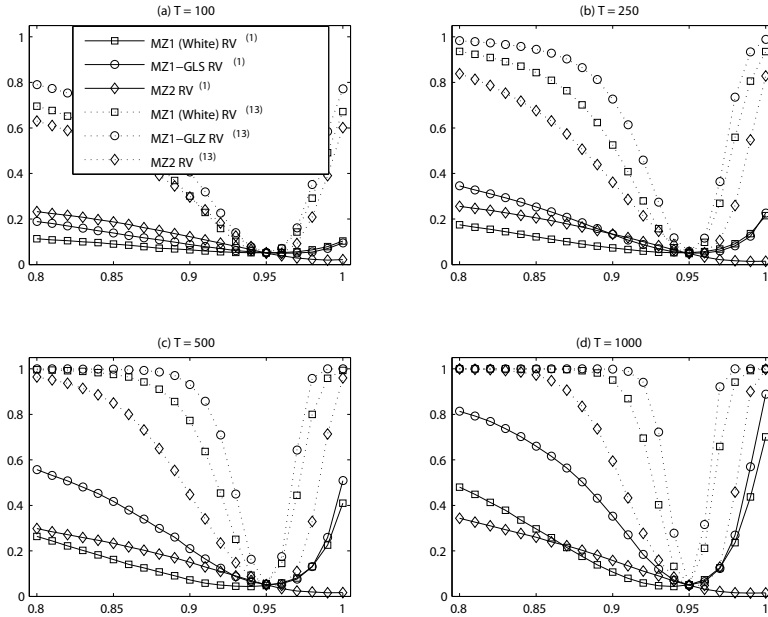 (a) T = 100
1
0.8
0.6
0.4
0.2
0
0.8 0.85 0.9 0.95 1
MZ1 (White) RV (1)
MZ1−GLS RV (1)
MZ2 RV (1)
MZ1 (White) RV (13)
MZ1−GLZ RV (13)
MZ2 RV (13)
(b) T = 250
1
0.8
0.6
0.4
0.2
0
0.8 0.85 0.9 0.95 1
(c) T = 500
1
0.8
0.6
0.4
0.2
0
0.8 0.85 0.9 0.95 1
(d) T = 1000
1
0.8
0.6
0.4
0.2
0
0.8 0.85 0.9 0.95 1